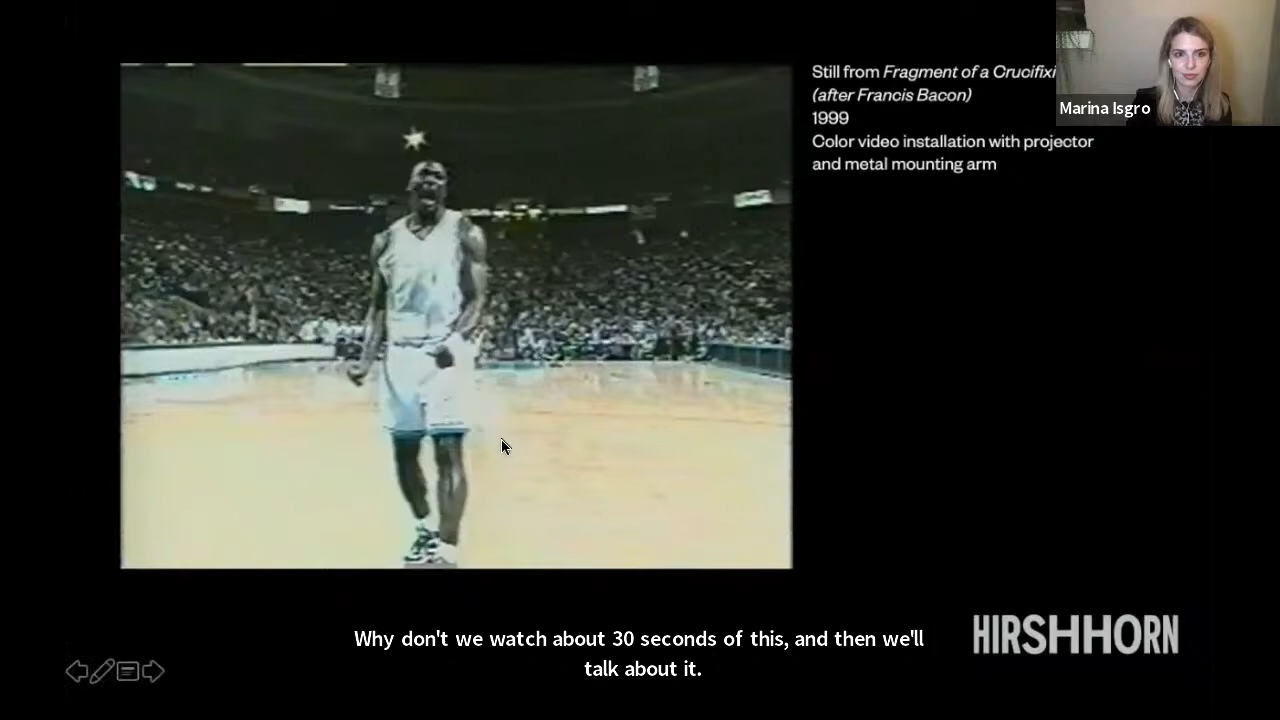 Still from Fragment of a Crucifixi
(after Francis Bacon)
1999
Color video installation with projector
and metal mounting arm
Marina Isgro
Why don't we watch about 30 seconds of this, and then we'll
talk about it.
HIRSHHORN